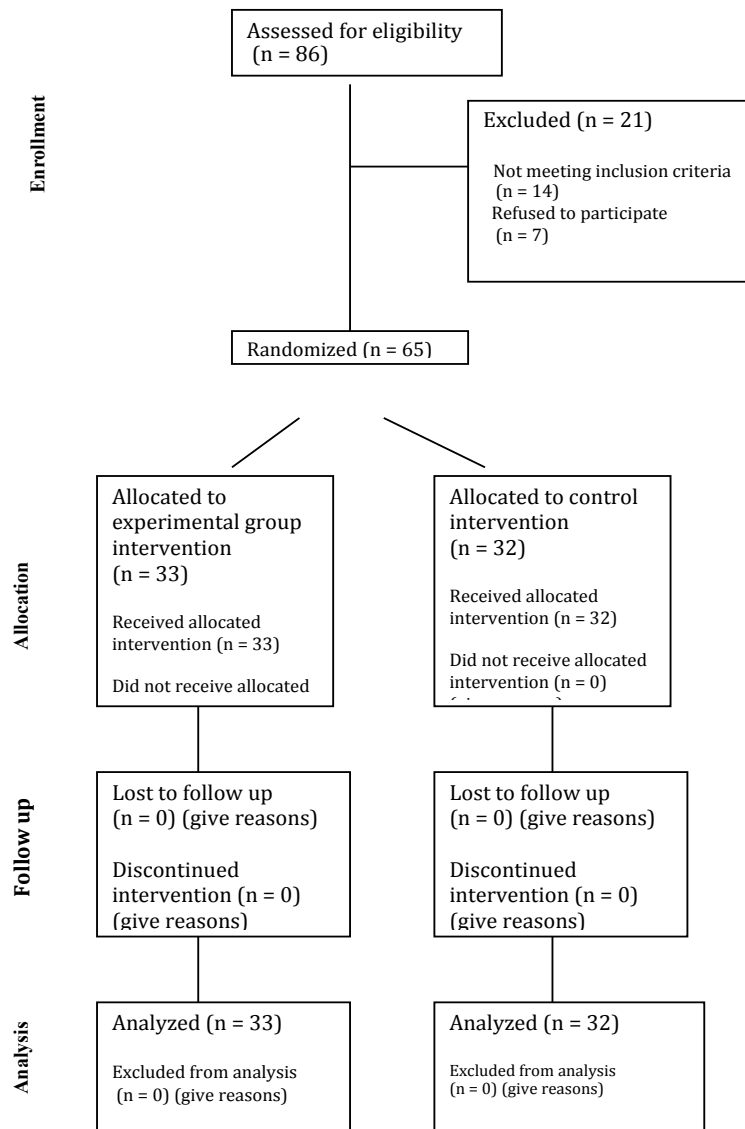 Assessed for eligibility
(n = 86)
Enrollment
Excluded (n = 21)
Not meeting inclusion criteria
(n = 14)
Refused to participate
(n = 7)
Randomized (n = 65)
Allocation
Allocated to
experimental group
intervention
(n = 33)
Received allocated
intervention (n = 33)
Did not receive allocated
Allocated to control
intervention
(n = 32)
Received allocated
intervention (n = 32)
Did not receive allocated
intervention (n = 0)
Follow up
Lost to follow up
(n = 0) (give reasons)
Discontinued
intervention (n = 0)
(give reasons)
Lost to follow up
(n = 0) (give reasons)
Discontinued
intervention (n = 0)
(give reasons)
Analysis
Analyzed (n = 33)
Excluded from analysis
(n = 0) (give reasons)
Analyzed (n = 32)
Excluded from analysis
(n = 0) (give reasons)